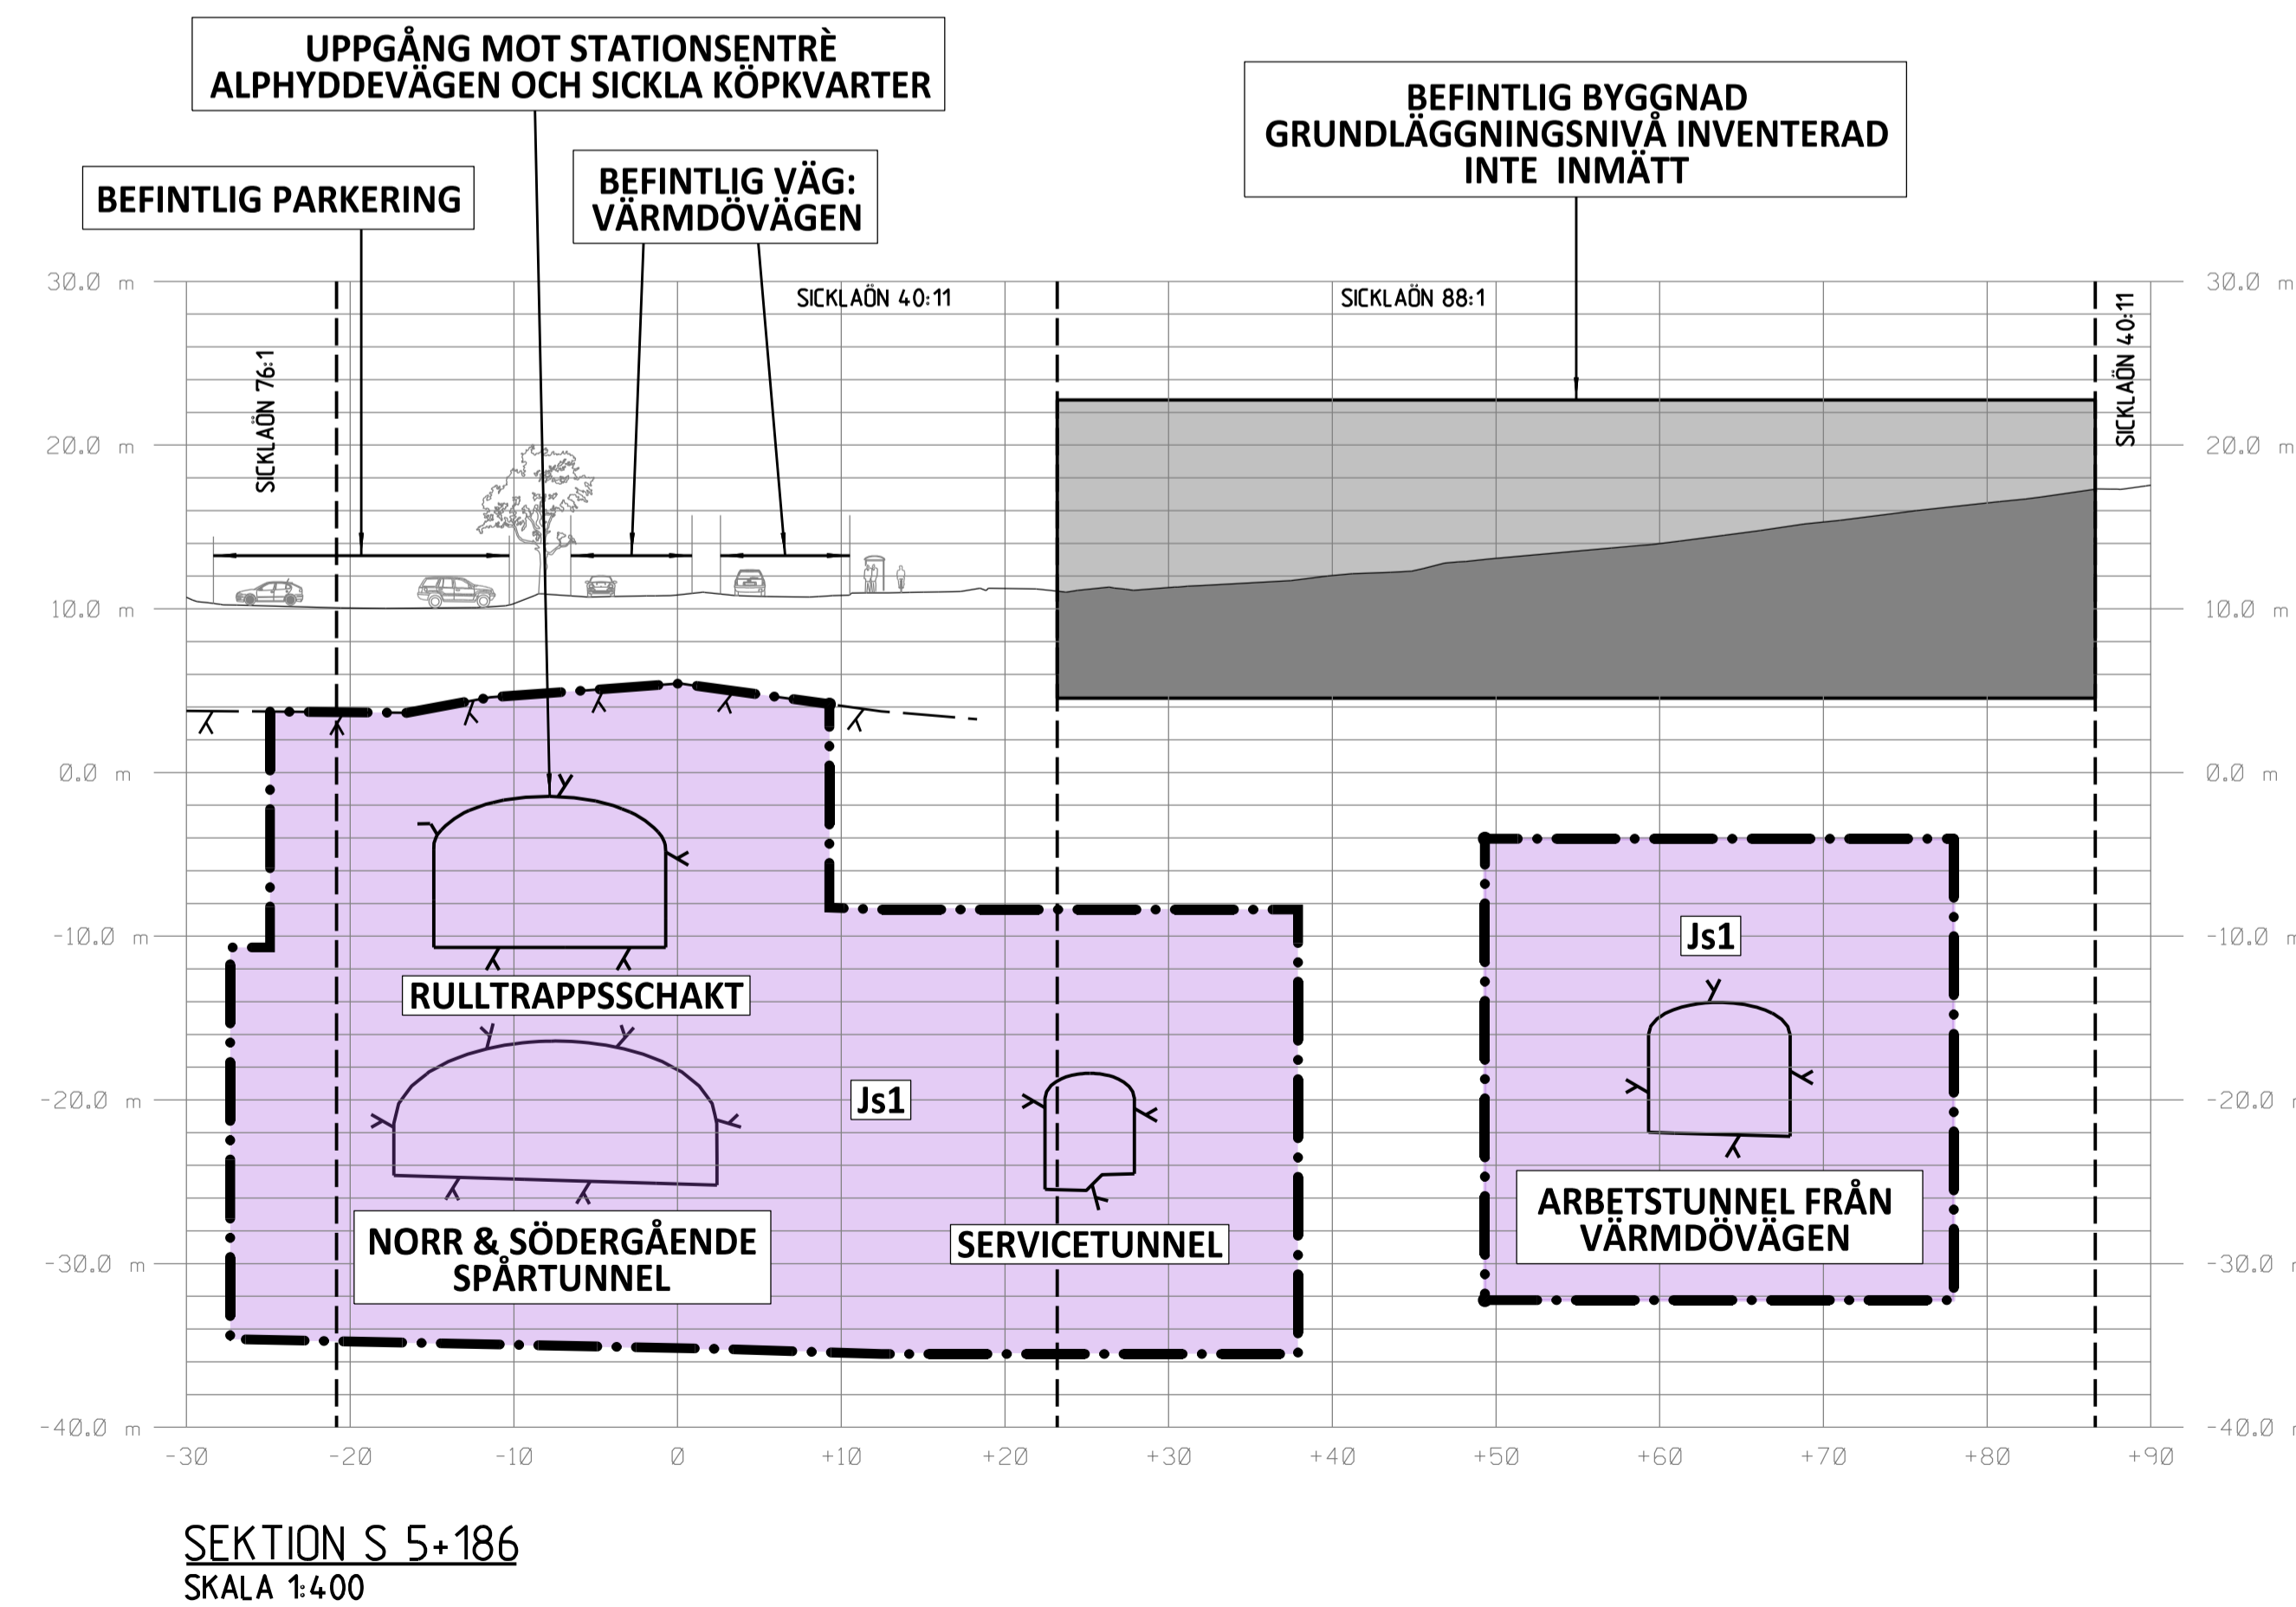 UPPGÅNG MOT STATIONSENTRÈ
ALPHYDDEVÄGEN OCH SICKLA KÖPKVARTER
BEFINTLIG BYGGNAD
GRUNDLÄGGNINGSNIVÅ INVENTERAD
INTE INMÄTT
BEFINTLIG PARKERING
BEFINTLIG VÄG:
VÄRMDÖVÄGEN
30.0 m
20.0 m
10.0 m
0.0 m
-10.0 m
-20.0 m
-30.0 m
-40.0 m
SICKLAÖN 76:1
SICKLAÖN 40:11
SICKLAÖN 88:1
SICKLAÖN 40:11
30.0 m
20.0 m
10.0 m
0.0 m
-10.0 m
-20.0 m
-30.0 m
-40.0 m
RULLTRAPPSSCHAKT
Js1
Js1
NORR & SÖDERGÅENDE
SPÅRTUNNEL
SERVICETUNNEL
ARBETSTUNNEL FRÅN
VÄRMDÖVÄGEN
-30 -20 -10 0 +10 +20 +30 +40 +50 +60 +70 +80 +90
SEKTION S 5+186
SKALA 1:400